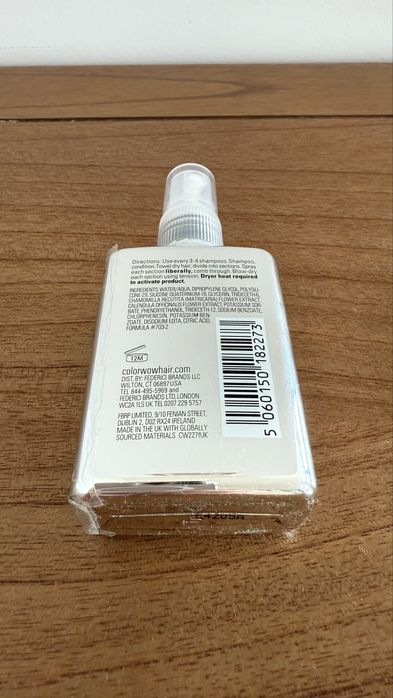 Directions: Use every 3-4 shampoos. Shampoo,
condition. Towel dry hair; divide into sections. Spray
each section liberally, comb through. Blow-dry
each section using tension. Dryer heat required
to activate product.
INGREDIENTS: WATER/AQUA, DIPROPYLENE GLYCOL, POLYSILI-
CONE-29, SILICONE QUATERNIUM-18, GLYCERIN, TRIDECETH-6,
CHAMOMILLA RECUTITA (MATRICARIA) FLOWER EXTRACT,
CALENDULA OFFICINALIS FLOWER EXTRACT, POTASSIUM SOR-
BATE, PHENOXYETHANOL, TRIDECETH-12, SODIUM BENZOATE,
CHLORPHENESIN, POTASSIUM BEN-
ZOATE, DISODIUM EDTA, CITRIC ACID.
FORMULA #703-2
12M
colorwowhair.com
DIST. BY: FEDERICI BRANDS LLC
WILTON, CT 06897 USA
TEL 844-495-5969 and
FEDERICI BRANDS LTD, LONDON
WC2A 1LS UK TEL 0207 229 5757
FBRP LIMITED, 9/10 FENIAN STREET,
DUBLIN 2, D02 RX24 IRELAND
MADE IN THE UK WITH GLOBALLY
SOURCED MATERIALS CW227fUK
5 060150 182273